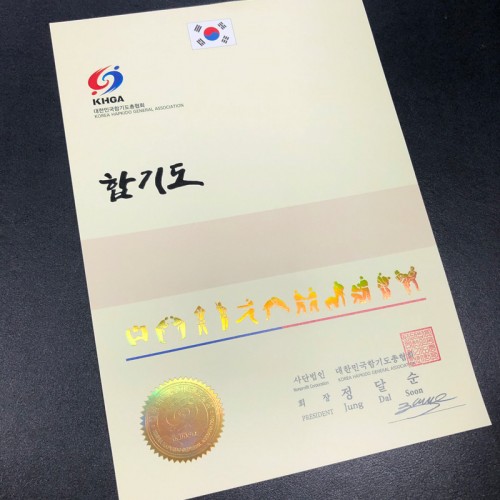 KHGA
대한민국합기도총협회
KOREA HAPKIDO GENERAL ASSOCIATION
합기도
사단법인 대한민국합기도총협회
KOREA HAPKIDO GENERAL ASSOCIATION
회 장 정 달 순
PRESIDENT Jung Dal Soon